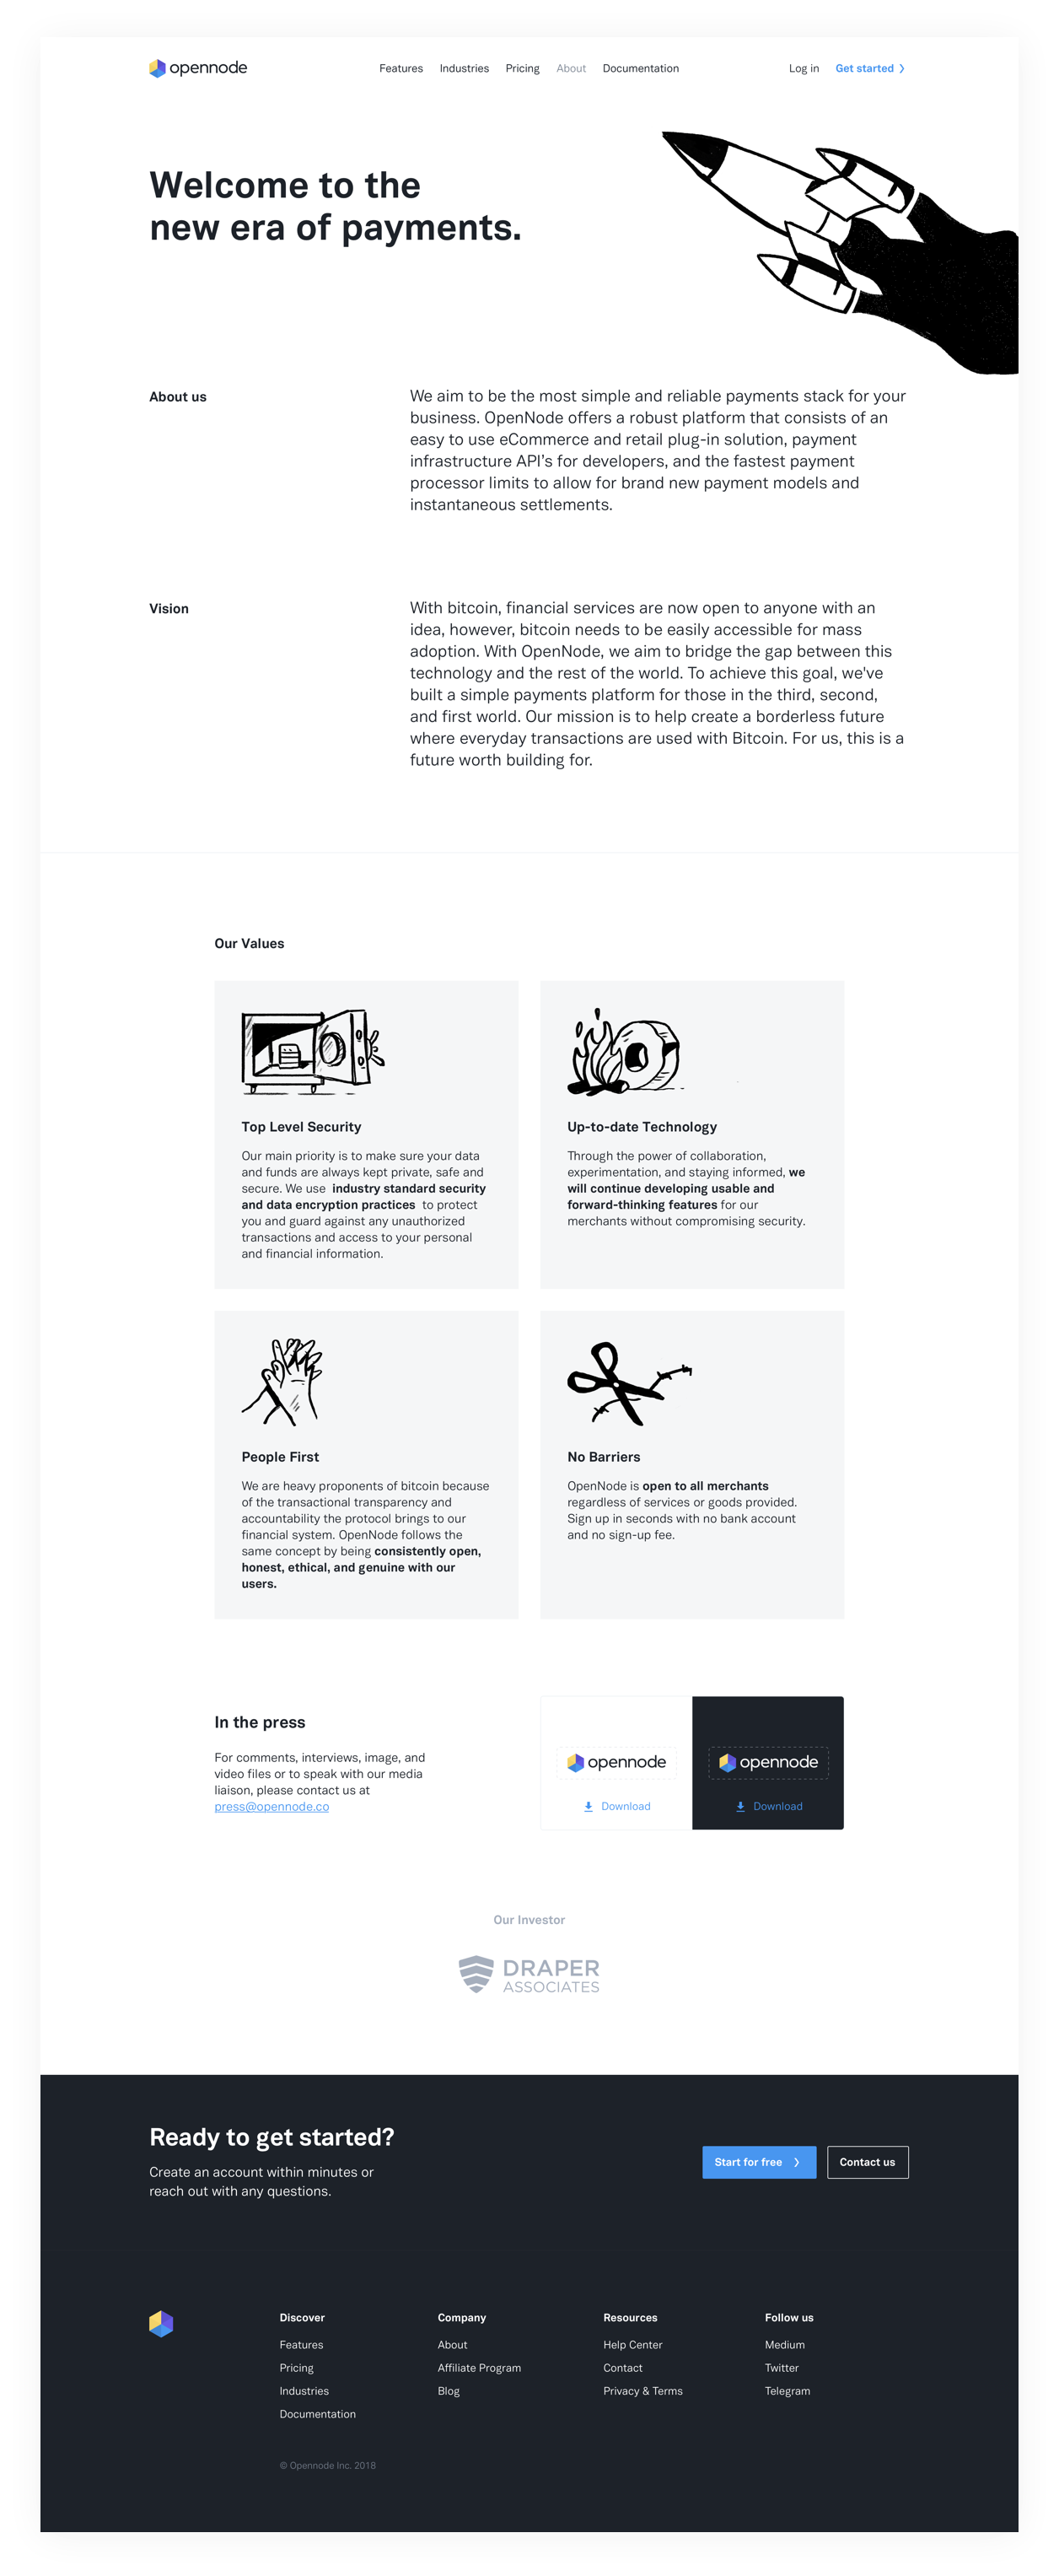 opennode
Features Industries Pricing About Documentation
Log in Get started
Welcome to the
new era of payments.
About us
We aim to be the most simple and reliable payments stack for your
business. OpenNode offers a robust platform that consists of an
easy to use eCommerce and retail plug-in solution, payment
infrastructure API's for developers, and the fastest payment
processor limits to allow for brand new payment models and
instantaneous settlements.
Vision
With bitcoin, financial services are now open to anyone with an
idea, however, bitcoin needs to be easily accessible for mass
adoption. With OpenNode, we aim to bridge the gap between this
technology and the rest of the world. To achieve this goal, we've
built a simple payments platform for those in the third, second,
and first world. Our mission is to help create a borderless future
where everyday transactions are used with Bitcoin. For us, this is a
future worth building for.
Our Values
Top Level Security
Our main priority is to make sure your data
and funds are always kept private, safe and
secure. We use industry standard security
and data encryption practices to protect
you and guard against any unauthorized
transactions and access to your personal
and financial information.
Up-to-date Technology
Through the power of collaboration,
experimentation, and staying informed, we
will continue developing usable and
forward-thinking features for our
merchants without compromising security.
People First
We are heavy proponents of bitcoin because
of the transactional transparency and
accountability the protocol brings to our
financial system. OpenNode follows the
same concept by being consistently open,
honest, ethical, and genuine with our
users.
No Barriers
OpenNode is open to all merchants
regardless of services or goods provided.
Sign up in seconds with no bank account
and no sign-up fee.
In the press
For comments, interviews, image, and
video files or to speak with our media
liaison, please contact us at
press@opennode.co
opennode
Download
opennode
Download
Our Investor
DRAPER
ASSOCIATES
Ready to get started?
Create an account within minutes or
reach out with any questions.
Start for free
Contact us
Discover
Features
Pricing
Industries
Documentation
Company
About
Affiliate Program
Blog
Resources
Help Center
Contact
Privacy & Terms
Follow us
Medium
Twitter
Telegram
© Opennode Inc. 2018